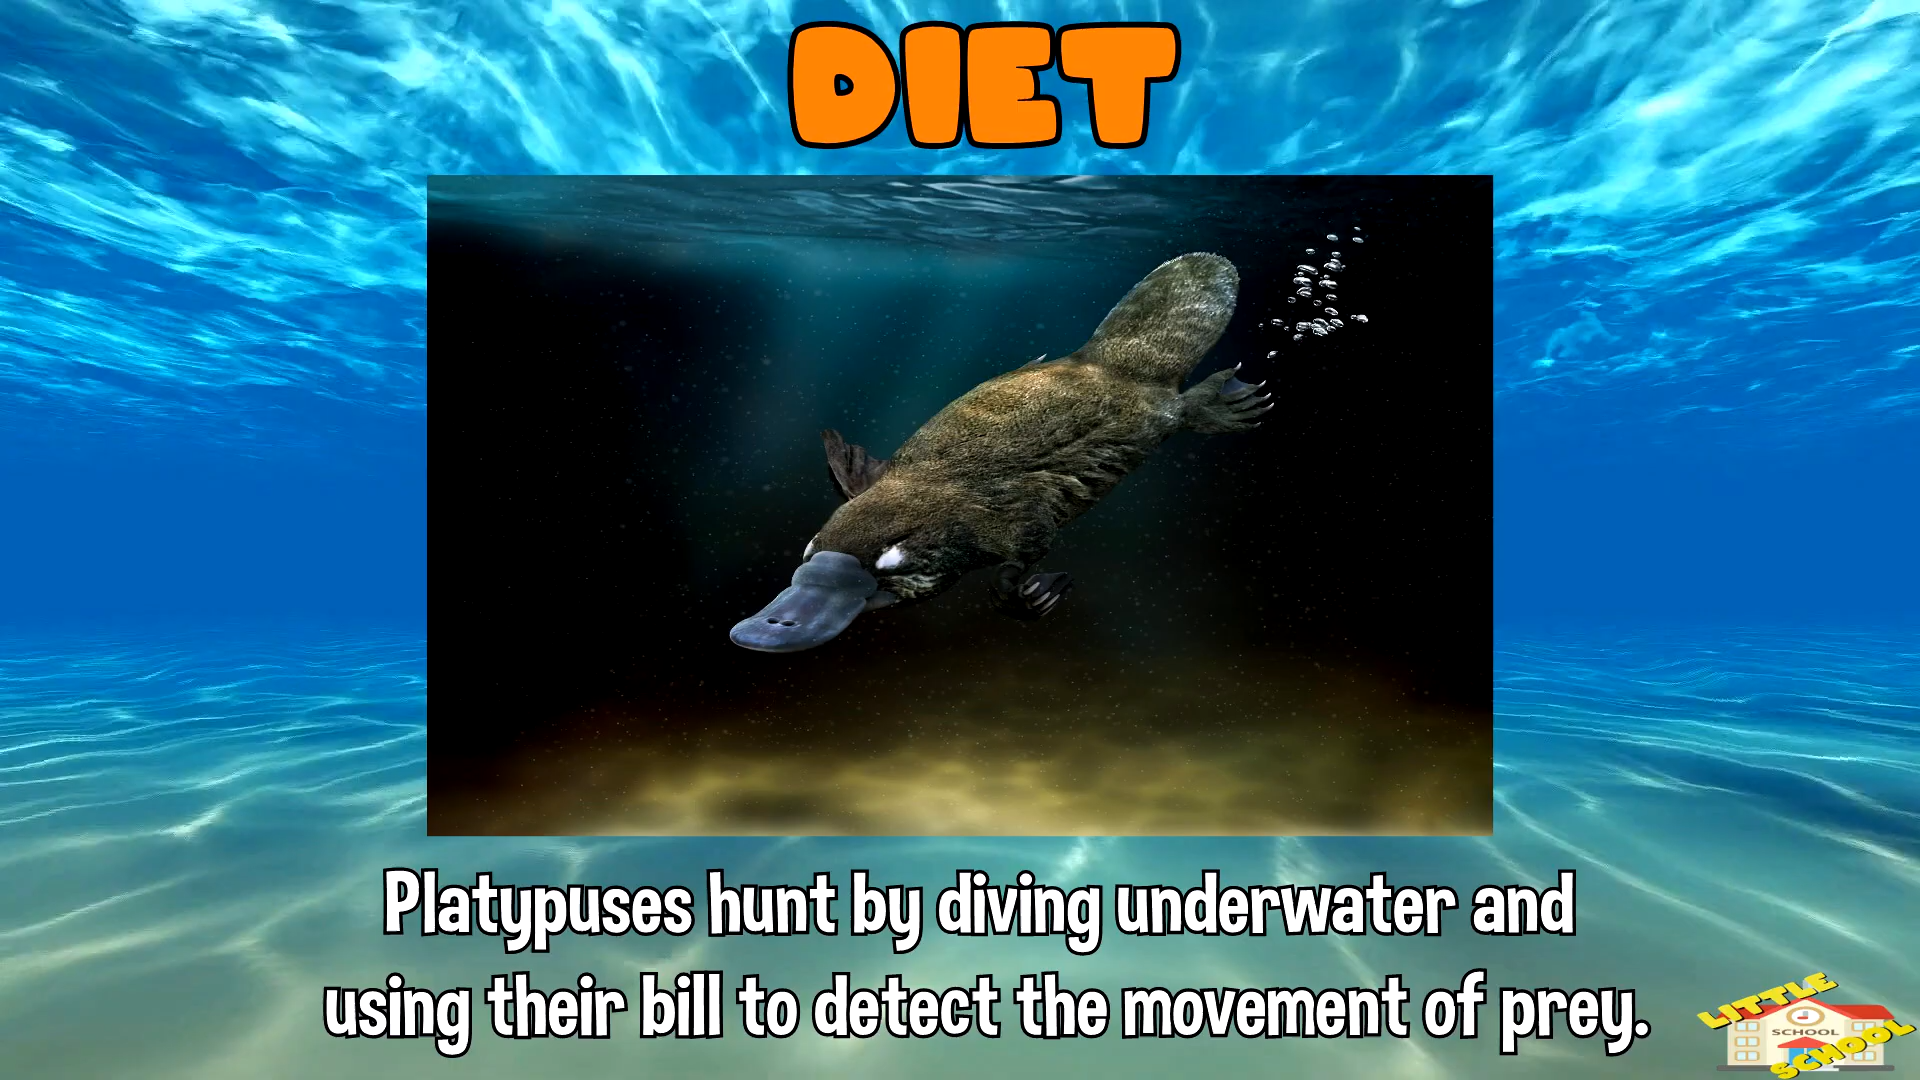 DIET
Platypuses hunt by diving underwater and
using their bill to detect the movement of prey.
LITTLE
SCHOOL
SCHOOL